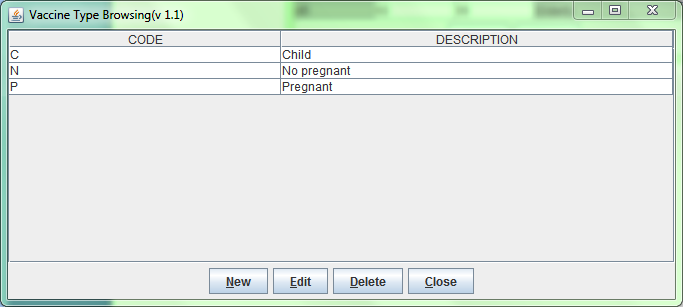 Vaccine Type Browsing(v 1.1)
CODE DESCRIPTION
C Child
N No pregnant
P Pregnant
New Edit Delete Close